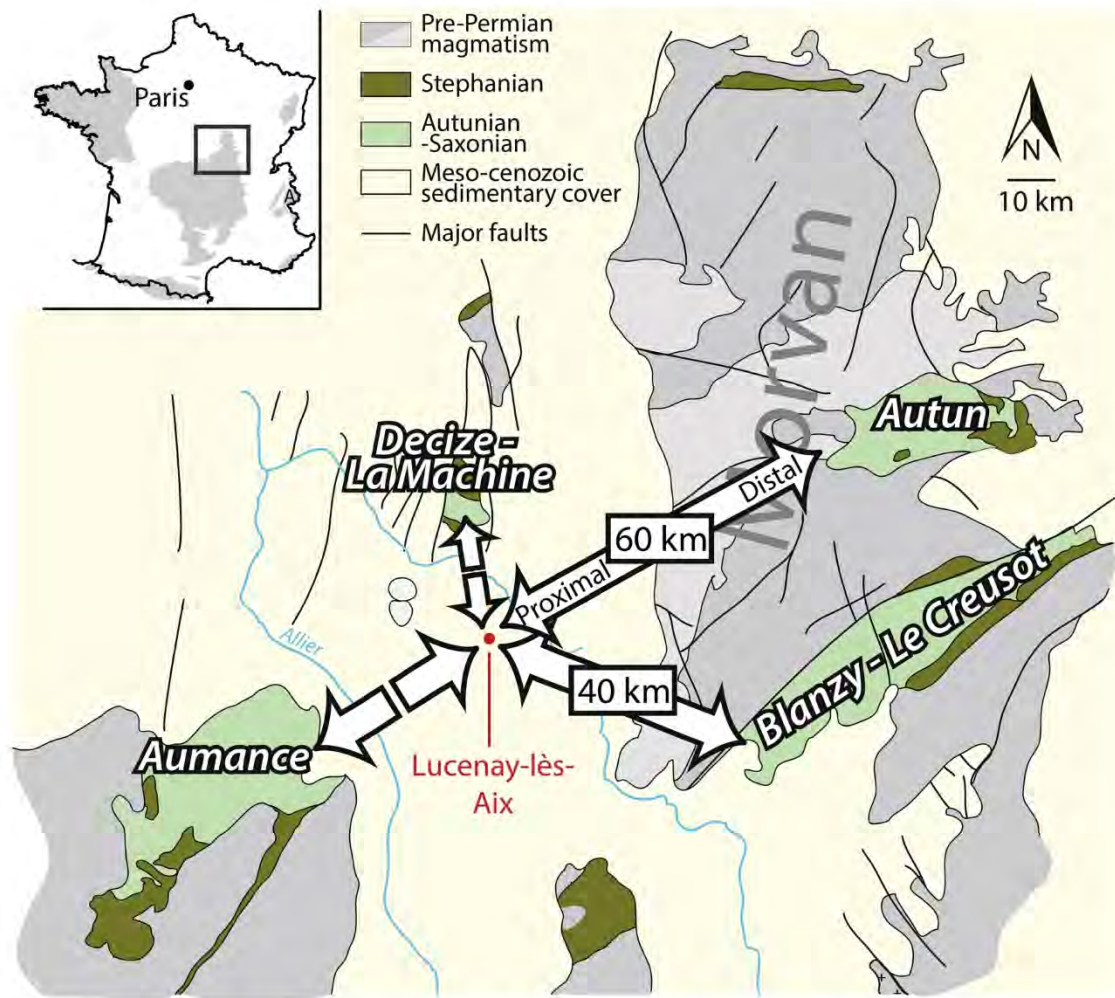 Paris
A
Pre-Permian
magmatism
Stephanian
Autunian
-Saxonian
Meso-cenozoic
sedimentary cover
Major faults
N
10 km
Morvan
Autun
Decize -
La Machine
Distal
60 km
Proximal
Allier
40 km
Blanzy - Le Creusot
Aumance
Lucenay-lès-
Aix